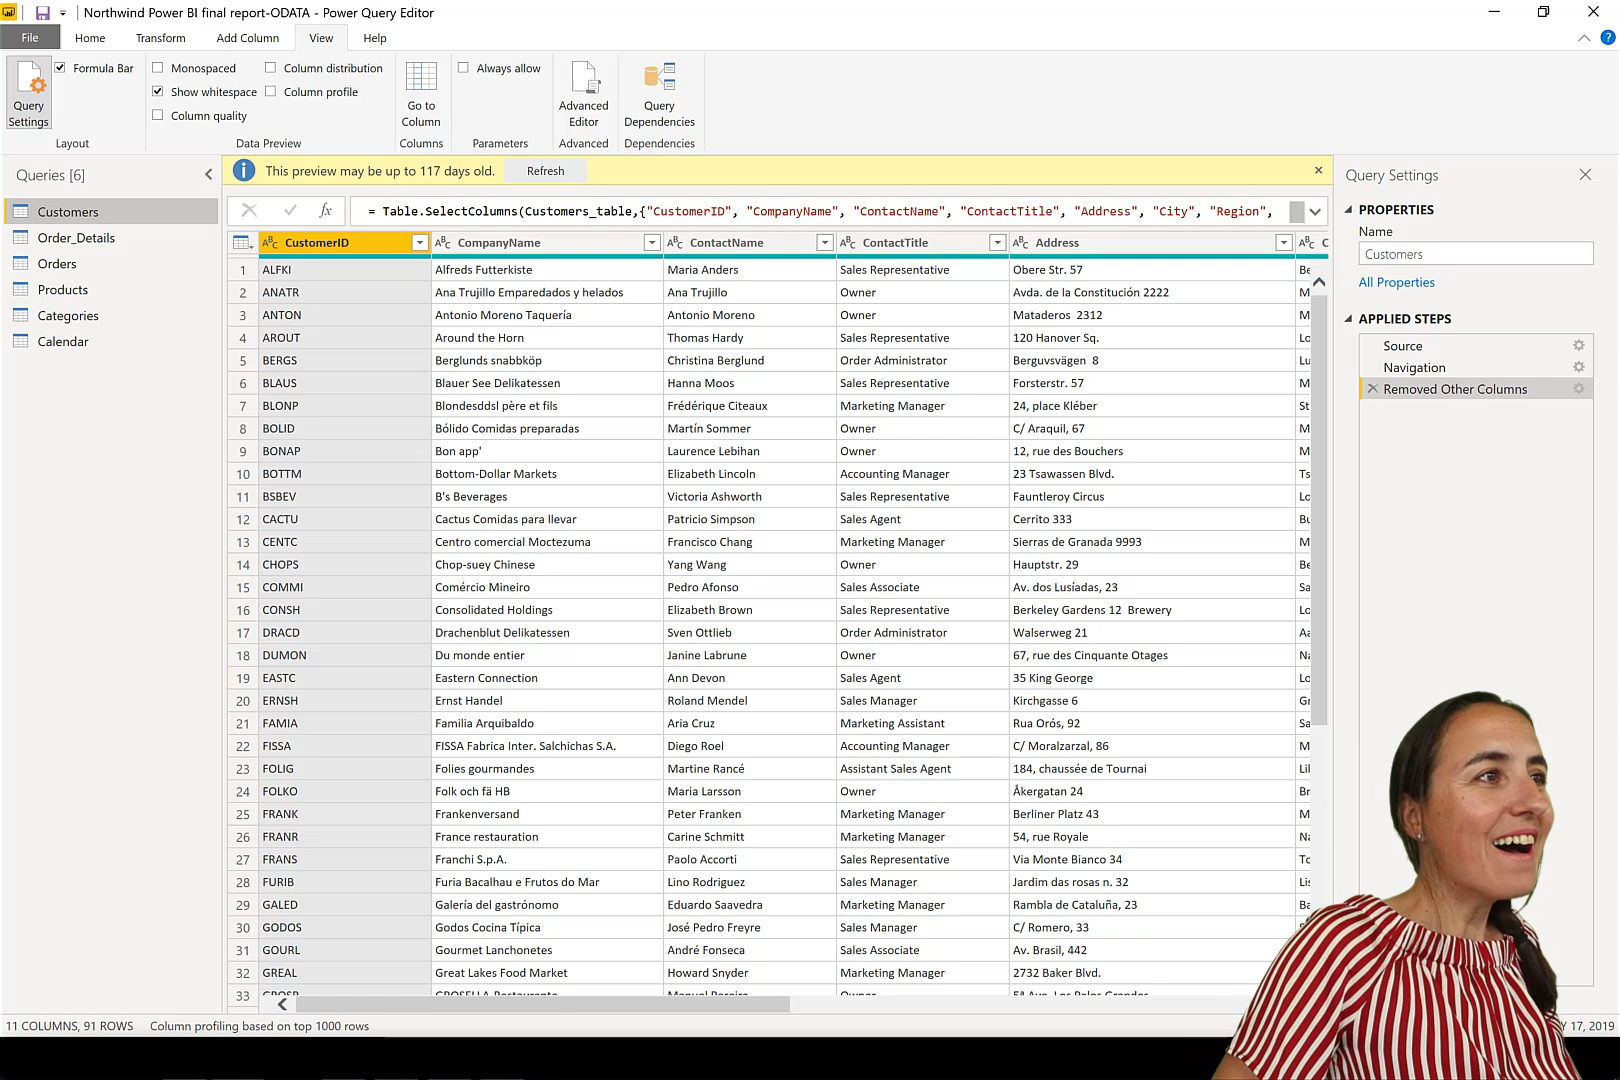 Northwind Power BI final report-ODATA - Power Query Editor
File Home Transform Add Column View Help
Query Settings
Formula Bar
Layout
Monospaced
Show whitespace
Column quality
Column distribution
Column profile
Data Preview
Go to Column
Columns
Always allow
Parameters
Advanced Editor
Advanced
Query Dependencies
Dependencies
Queries [6]
Customers
Order_Details
Orders
Products
Categories
Calendar
This preview may be up to 117 days old. Refresh
fx = Table.SelectColumns(Customers_table,{"CustomerID", "CompanyName", "ContactName", "ContactTitle", "Address", "City", "Region",
CustomerID CompanyName ContactName ContactTitle Address
1 ALFKI Alfreds Futterkiste Maria Anders Sales Representative Obere Str. 57
2 ANATR Ana Trujillo Emparedados y helados Ana Trujillo Owner Avda. de la Constitución 2222
3 ANTON Antonio Moreno Taquería Antonio Moreno Owner Mataderos 2312
4 AROUT Around the Horn Thomas Hardy Sales Representative 120 Hanover Sq.
5 BERGS Berglunds snabbköp Christina Berglund Order Administrator Berguvsvägen 8
6 BLAUS Blauer See Delikatessen Hanna Moos Sales Representative Forsterstr. 57
7 BLONP Blondesddsl père et fils Frédérique Citeaux Marketing Manager 24, place Kléber
8 BOLID Bólido Comidas preparadas Martín Sommer Owner C/ Araquil, 67
9 BONAP Bon app' Laurence Lebihan Owner 12, rue des Bouchers
10 BOTTM Bottom-Dollar Markets Elizabeth Lincoln Accounting Manager 23 Tsawassen Blvd.
11 BSBEV B's Beverages Victoria Ashworth Sales Representative Fauntleroy Circus
12 CACTU Cactus Comidas para llevar Patricio Simpson Sales Agent Cerrito 333
13 CENTC Centro comercial Moctezuma Francisco Chang Marketing Manager Sierras de Granada 9993
14 CHOPS Chop-suey Chinese Yang Wang Owner Hauptstr. 29
15 COMMI Comércio Mineiro Pedro Afonso Sales Associate Av. dos Lusíadas, 23
16 CONSH Consolidated Holdings Elizabeth Brown Sales Representative Berkeley Gardens 12 Brewery
17 DRACD Drachenblut Delikatessen Sven Ottlieb Order Administrator Walserweg 21
18 DUMON Du monde entier Janine Labrune Owner 67, rue des Cinquante Otages
19 EASTC Eastern Connection Ann Devon Sales Agent 35 King George
20 ERNSH Ernst Handel Roland Mendel Sales Manager Kirchgasse 6
21 FAMIA Familia Arquibaldo Aria Cruz Marketing Assistant Rua Orós, 92
22 FISSA FISSA Fabrica Inter. Salchichas S.A. Diego Roel Accounting Manager C/ Moralzarzal, 86
23 FOLIG Folies gourmandes Martine Rancé Assistant Sales Agent 184, chaussée de Tournai
24 FOLKO Folk och fä HB Maria Larsson Owner Åkergatan 24
25 FRANK Frankenversand Peter Franken Marketing Manager Berliner Platz 43
26 FRANR France restauration Carine Schmitt Marketing Manager 54, rue Royale
27 FRANS Franchi S.p.A. Paolo Accorti Sales Representative Via Monte Bianco 34
28 FURIB Furia Bacalhau e Frutos do Mar Lino Rodriguez Sales Manager Jardim das rosas n. 32
29 GALED Galería del gastrónomo Eduardo Saavedra Marketing Manager Rambla de Cataluña, 23
30 GODOS Godos Cocina Típica José Pedro Freyre Sales Manager C/ Romero, 33
31 GOURL Gourmet Lanchonetes André Fonseca Sales Associate Av. Brasil, 442
32 GREAL Great Lakes Food Market Howard Snyder Marketing Manager 2732 Baker Blvd.
33
Query Settings
PROPERTIES
Name
Customers
All Properties
APPLIED STEPS
Source
Navigation
Removed Other Columns
11 COLUMNS, 91 ROWS Column profiling based on top 1000 rows
17, 2019